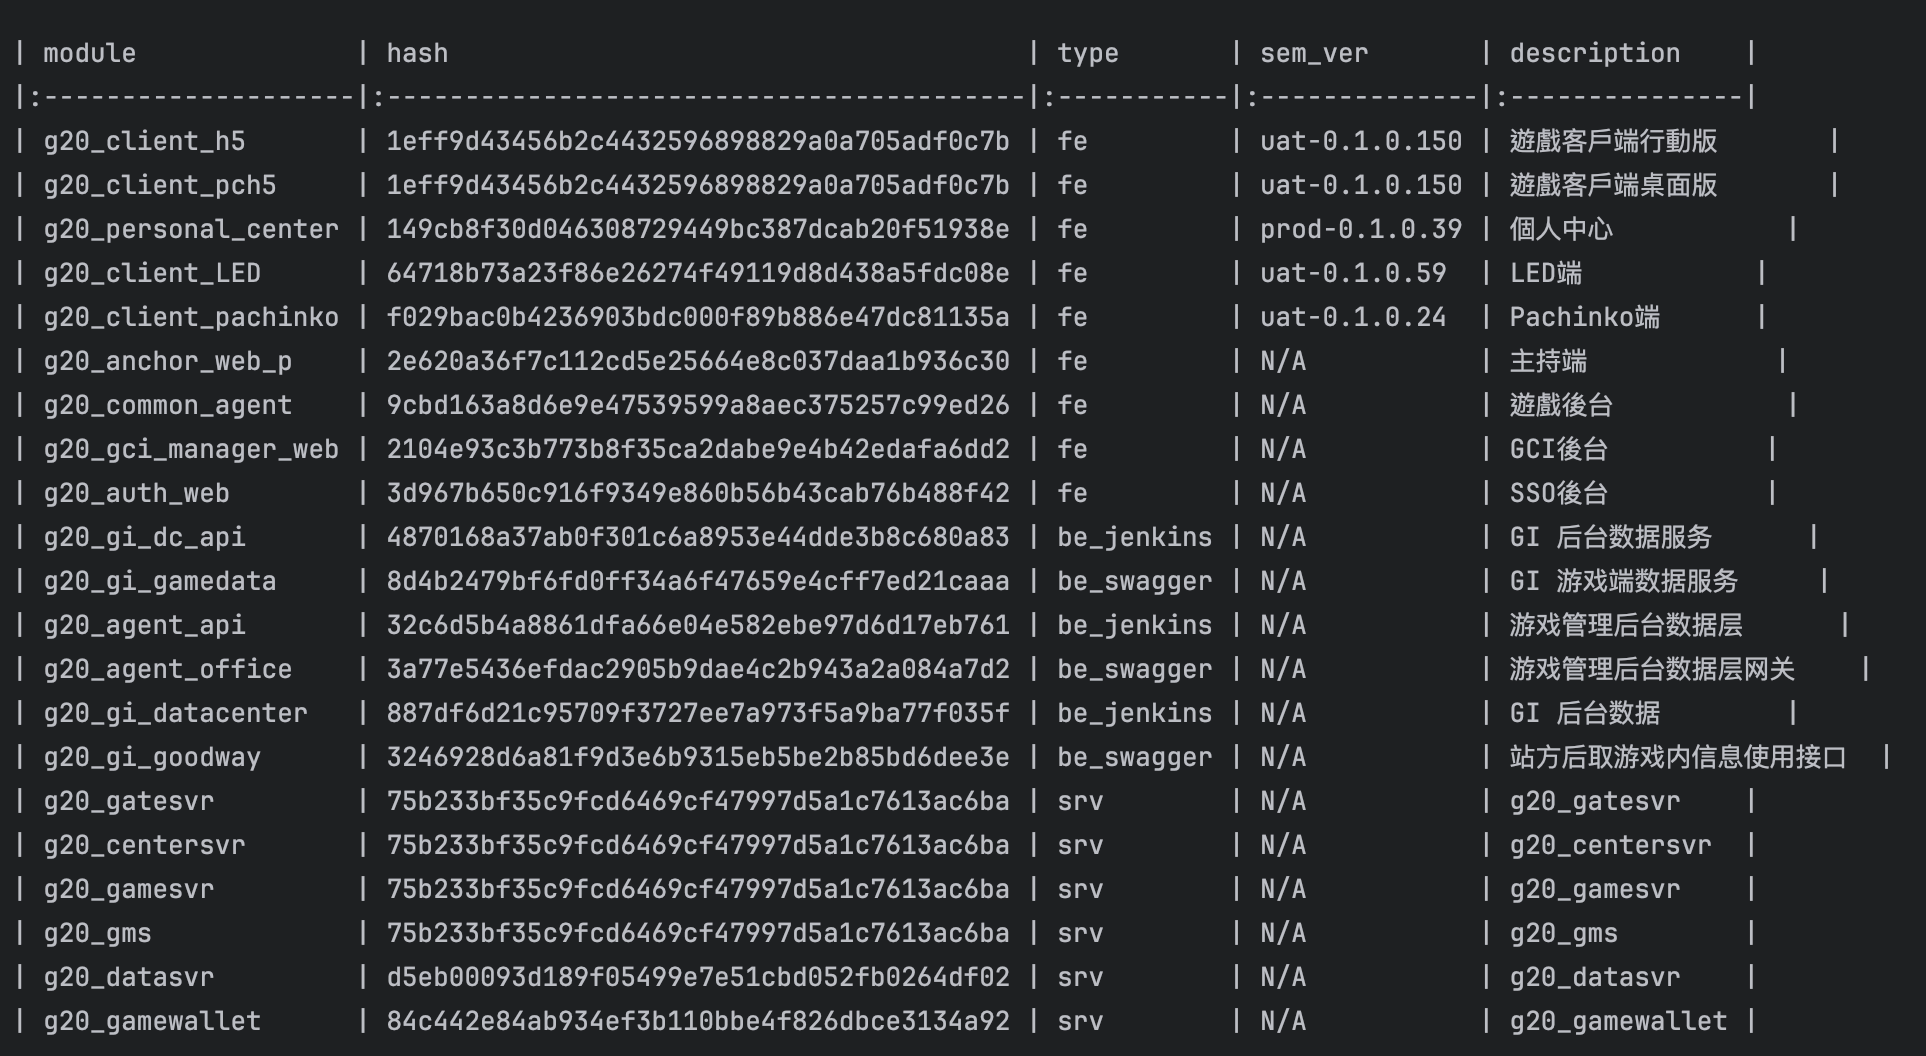 | module | hash | type | sem_ver | description |
|:--------------------|:-----------------------------------------|:-----------|:--------------|:---------------|
| g20_client_h5 | 1eff9d43456b2c4432596898829a0a705adf0c7b | fe | uat-0.1.0.150 | 遊戲客戶端行動版 |
| g20_client_pch5 | 1eff9d43456b2c4432596898829a0a705adf0c7b | fe | uat-0.1.0.150 | 遊戲客戶端桌面版 |
| g20_personal_center | 149cb8f30d046308729449bc387dcab20f51938e | fe | prod-0.1.0.39 | 個人中心 |
| g20_client_LED | 64718b73a23f86e26274f49119d8d438a5fdc08e | fe | uat-0.1.0.59 | LED端 |
| g20_client_pachinko | f029bac0b4236903bdc000f89b886e47dc81135a | fe | uat-0.1.0.24 | Pachinko端 |
| g20_anchor_web_p | 2e620a36f7c112cd5e25664e8c037daa1b936c30 | fe | N/A | 主持端 |
| g20_common_agent | 9cbd163a8d6e9e47539599a8aec375257c99ed26 | fe | N/A | 遊戲後台 |
| g20_gci_manager_web | 2104e93c3b773b8f35ca2dabe9e4b42edafa6dd2 | fe | N/A | GCI後台 |
| g20_auth_web | 3d967b650c916f9349e860b56b43cab76b488f42 | fe | N/A | SSO後台 |
| g20_gi_dc_api | 4870168a37ab0f301c6a8953e44dde3b8c680a83 | be_jenkins | N/A | GI 后台数据服务 |
| g20_gi_gamedata | 8d4b2479bf6fd0ff34a6f47659e4cff7ed21caaa | be_swagger | N/A | GI 游戏端数据服务 |
| g20_agent_api | 32c6d5b4a8861dfa66e04e582ebe97d6d17eb761 | be_jenkins | N/A | 游戏管理后台数据层 |
| g20_agent_office | 3a77e5436efdac2905b9dae4c2b943a2a084a7d2 | be_swagger | N/A | 游戏管理后台数据层网关 |
| g20_gi_datacenter | 887df6d21c95709f3727ee7a973f5a9ba77f035f | be_jenkins | N/A | GI 后台数据 |
| g20_gi_goodway | 3246928d6a81f9d3e6b9315eb5be2b85bd6dee3e | be_swagger | N/A | 站方后取游戏内信息使用接口 |
| g20_gatesvr | 75b233bf35c9fcd6469cf47997d5a1c7613ac6ba | srv | N/A | g20_gatesvr |
| g20_centersvr | 75b233bf35c9fcd6469cf47997d5a1c7613ac6ba | srv | N/A | g20_centersvr |
| g20_gamesvr | 75b233bf35c9fcd6469cf47997d5a1c7613ac6ba | srv | N/A | g20_gamesvr |
| g20_gms | 75b233bf35c9fcd6469cf47997d5a1c7613ac6ba | srv | N/A | g20_gms |
| g20_datasvr | d5eb00093d189f05499e7e51cbd052fb0264df02 | srv | N/A | g20_datasvr |
| g20_gamewallet | 84c442e84ab934ef3b110bbe4f826dbce3134a92 | srv | N/A | g20_gamewallet |